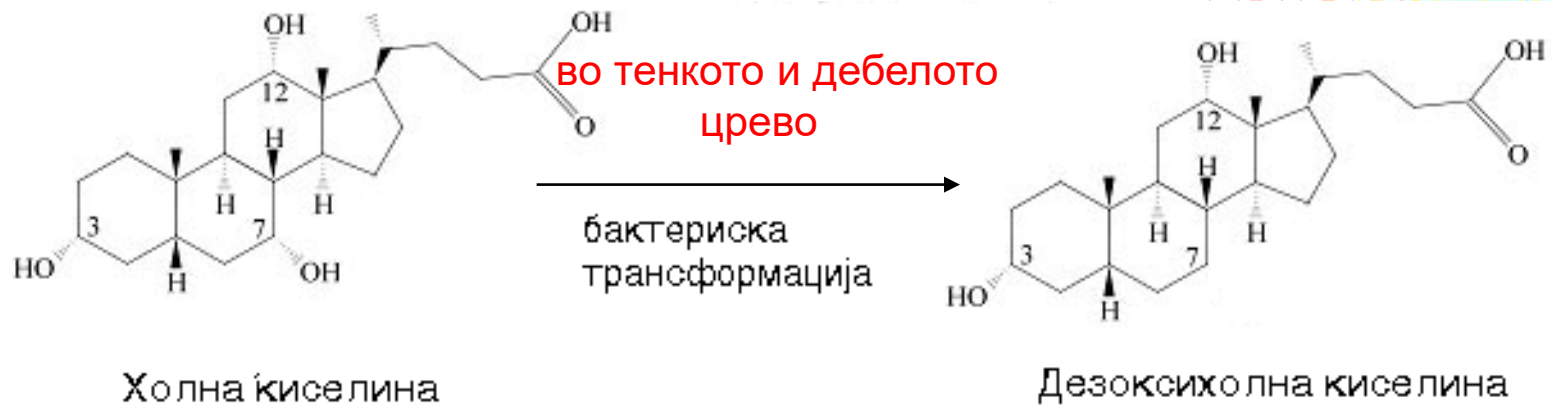 OH
OH
12
H
H
H
3
7
HO
OH
H
O
во тенкото и дебелото
црево
бактериска
трансформација
OH
OH
12
H
H
H
3
7
HO
H
O
Холна киселина
Дезоксихолна киселина